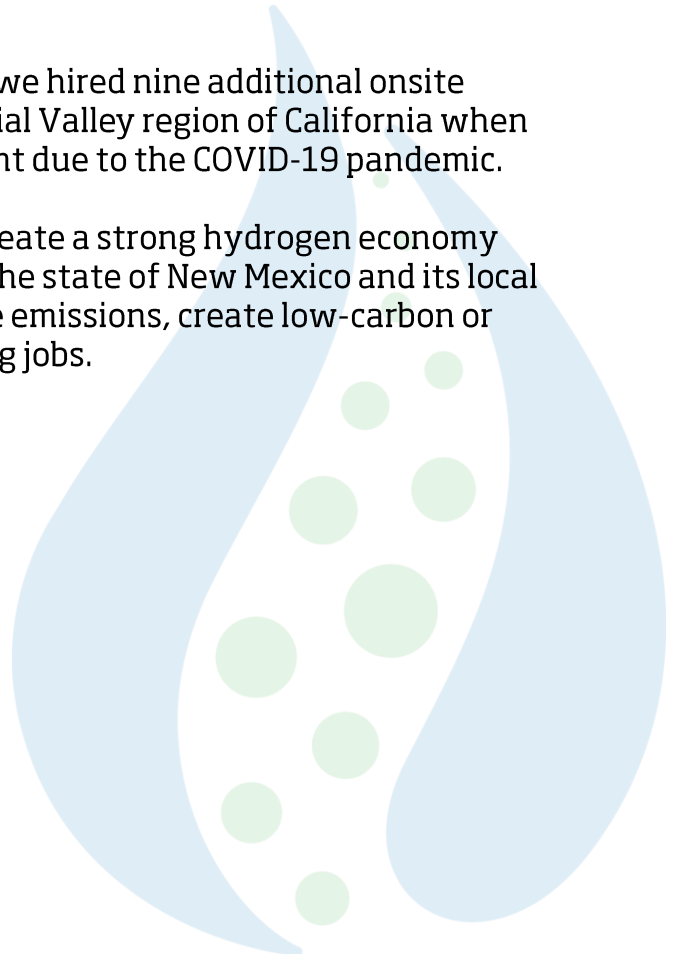 we hired nine additional onsite
ial Valley region of California when
nt due to the COVID-19 pandemic.
eate a strong hydrogen economy
he state of New Mexico and its local
e emissions, create low-carbon or
g jobs.